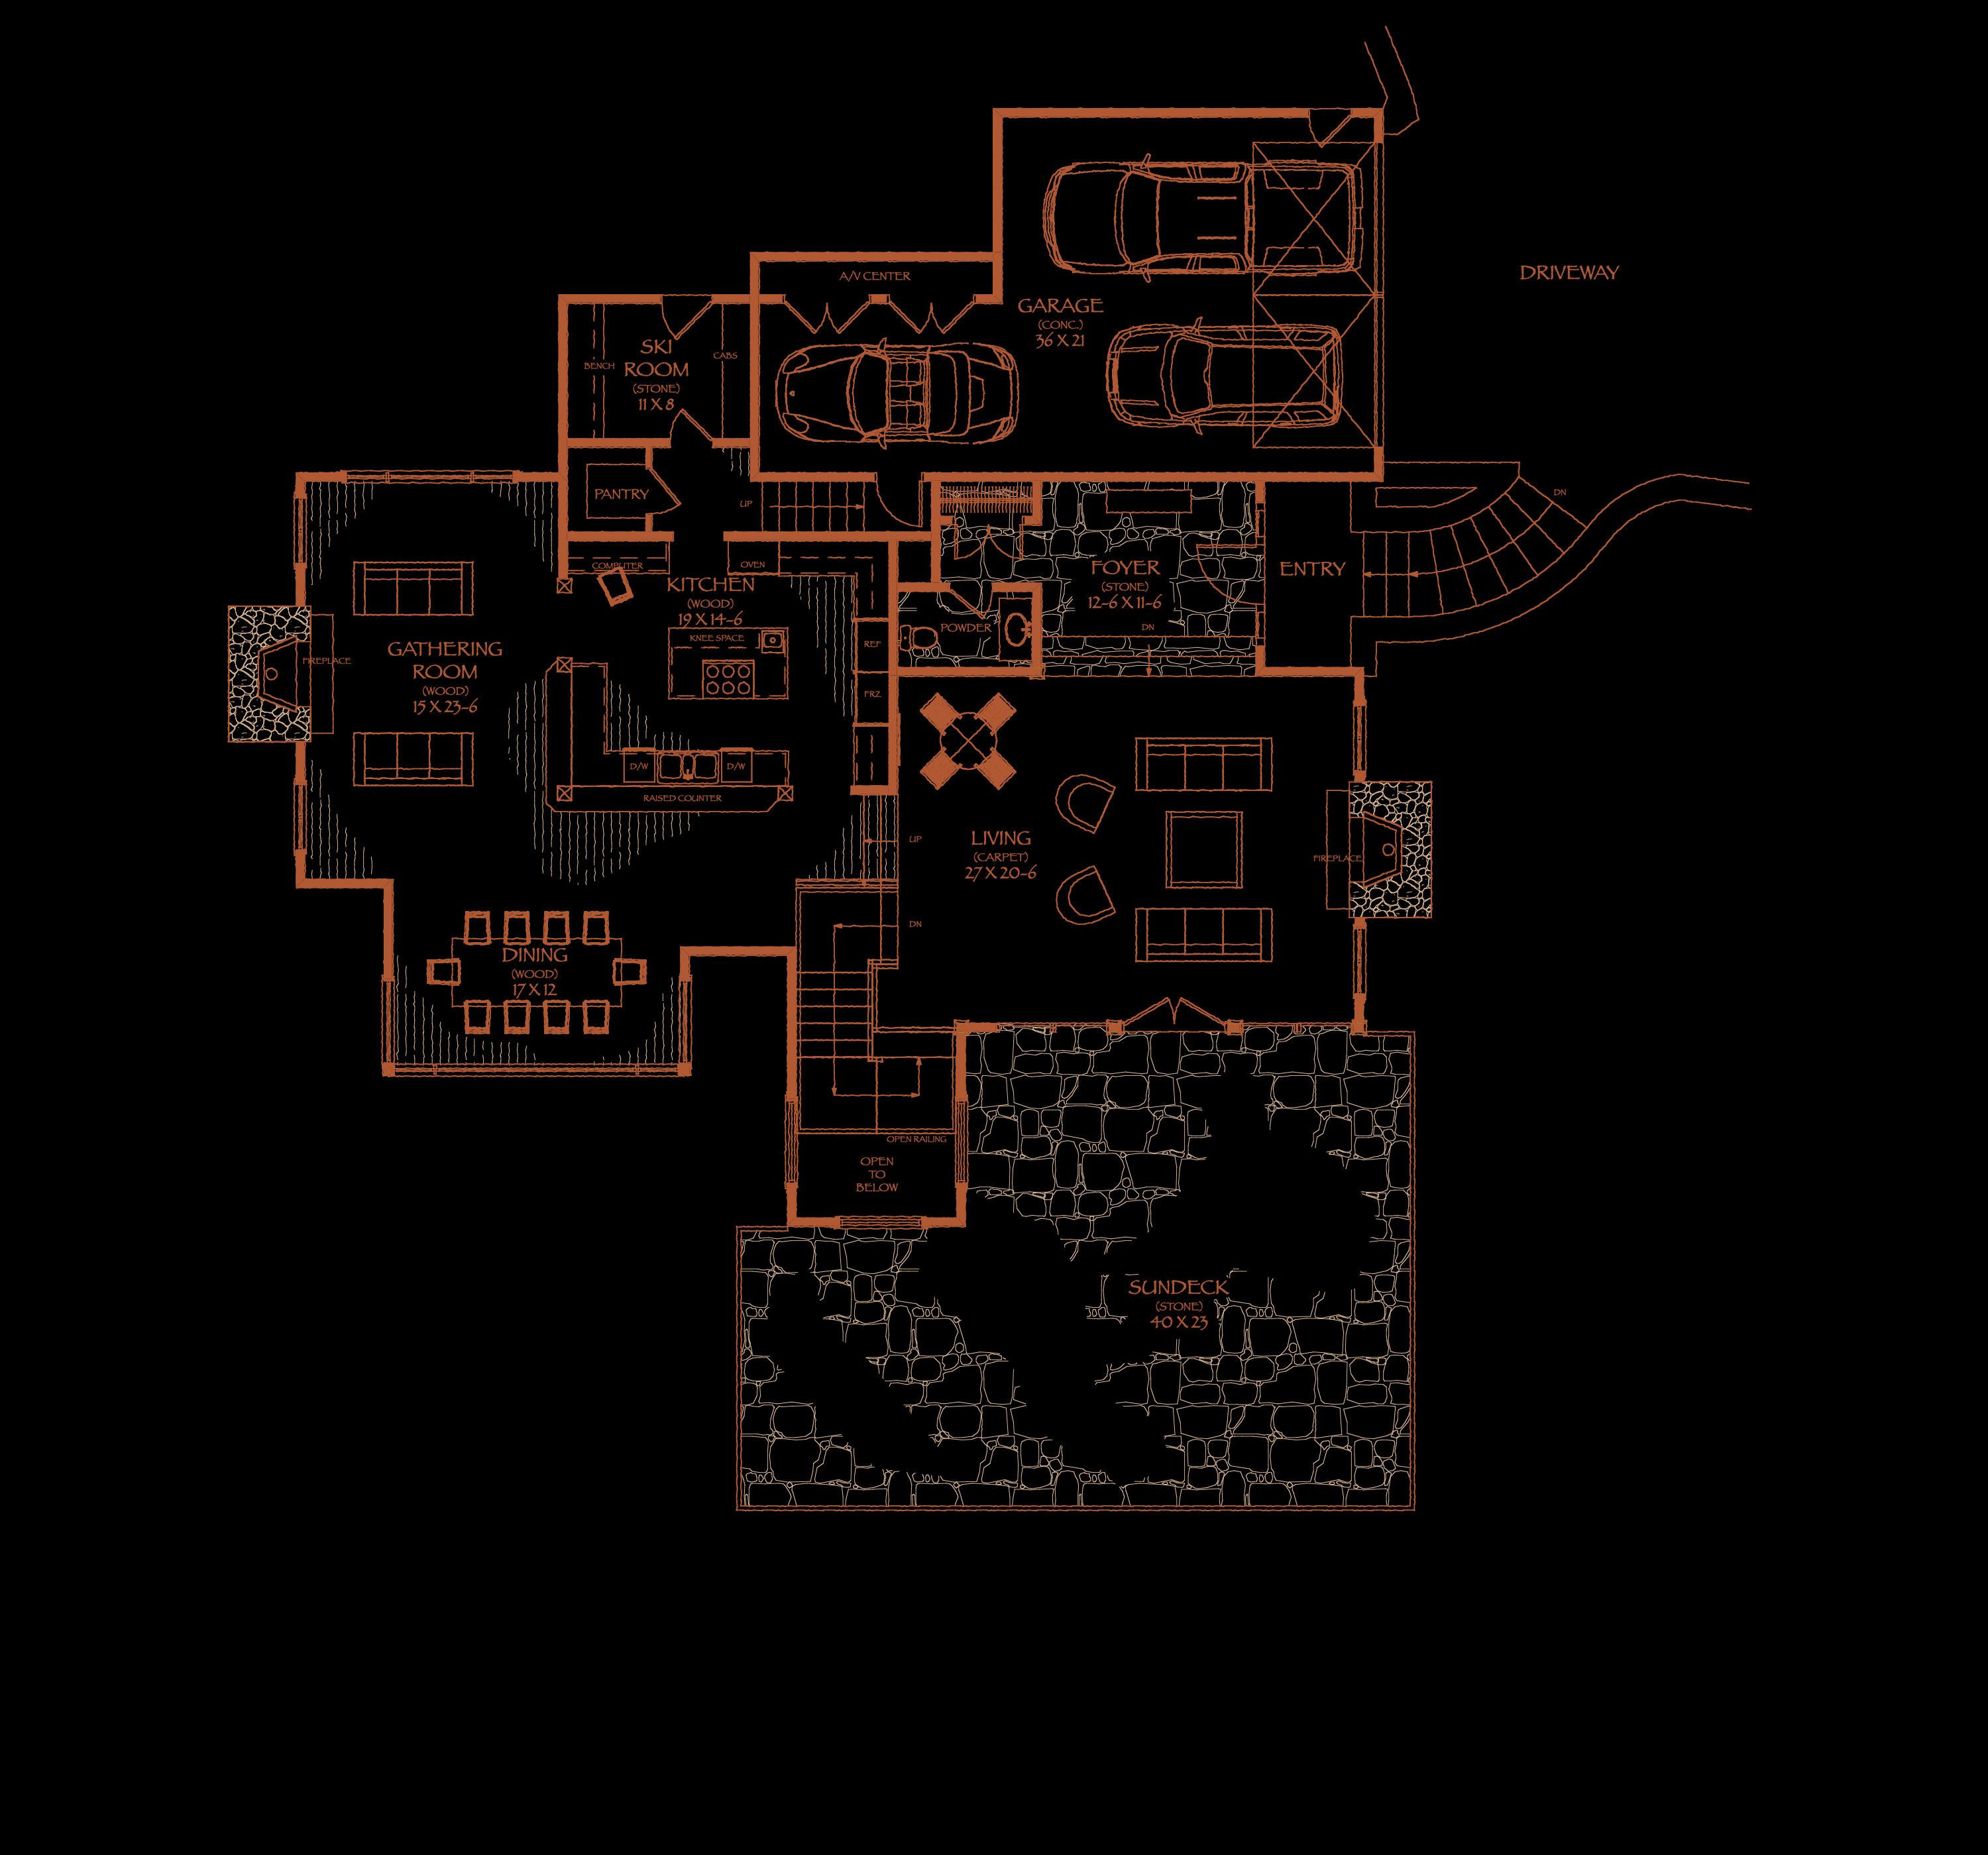 DRIVEWAY
A/V CENTER
GARAGE
(CONC.)
36 X 21
SKI
ROOM
(STONE)
11 X 8
BENCH
CABS
PANTRY
UP
DN
COMPUTER
OVEN
KITCHEN
(WOOD)
19 X 14-6
KNEE SPACE
REF
FRZ
FOYER
(STONE)
12-6 X 11-6
DN
ENTRY
POWDER
GATHERING
ROOM
(WOOD)
15 X 23-6
FIREPLACE
D/W
D/W
RAISED COUNTER
UP
LIVING
(CARPET)
27 X 20-6
FIREPLACE
DN
DINING
(WOOD)
17 X 12
OPEN RAILING
OPEN
TO
BELOW
SUNDECK
(STONE)
40 X 23